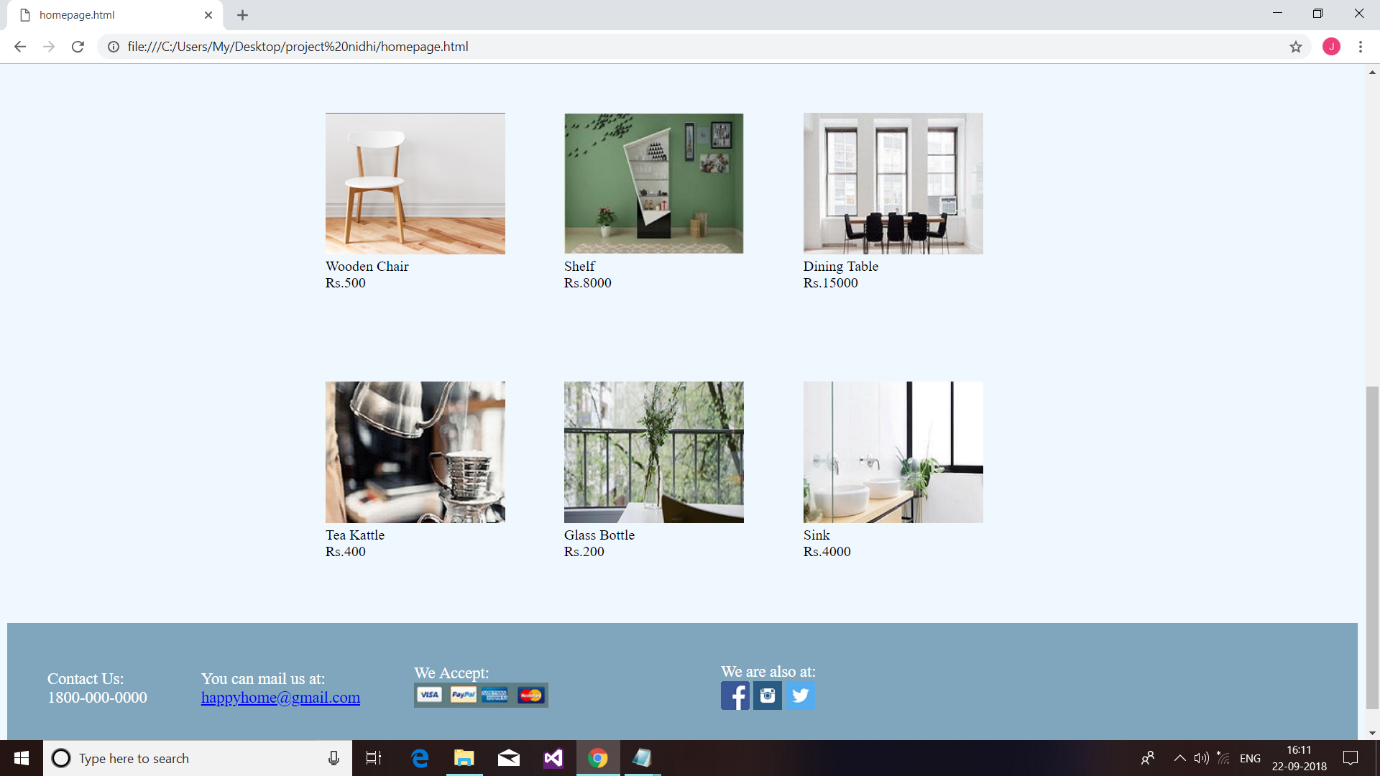 homepage.html
file:///C:/Users/My/Desktop/project%20nidhi/homepage.html
J
Wooden Chair
Rs.500
Shelf
Rs.8000
Dining Table
Rs.15000
Tea Kattle
Rs.400
Glass Bottle
Rs.200
Sink
Rs.4000
Contact Us:
1800-000-0000
You can mail us at:
happyhome@gmail.com
We Accept:
VISA PayPal
MasterCard
We are also at:
Type here to search
ENG
16:11
22-09-2018